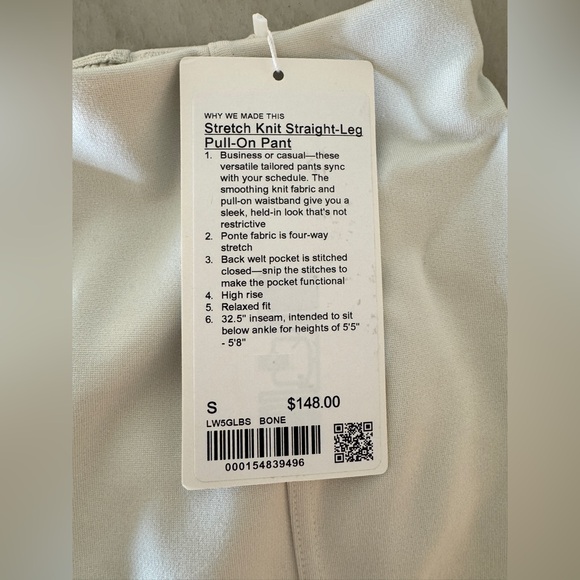 WHY WE MADE THIS
Stretch Knit Straight-Leg
Pull-On Pant
1. Business or casual—these
versatile tailored pants sync
with your schedule. The
smoothing knit fabric and
pull-on waistband give you a
sleek, held-in look that's not
restrictive
2. Ponte fabric is four-way
stretch
3. Back welt pocket is stitched
closed—snip the stitches to
make the pocket functional
4. High rise
5. Relaxed fit
6. 32.5" inseam, intended to sit
below ankle for heights of 5'5"
- 5'8"
S $148.00
LW5GLBS BONE
000154839496